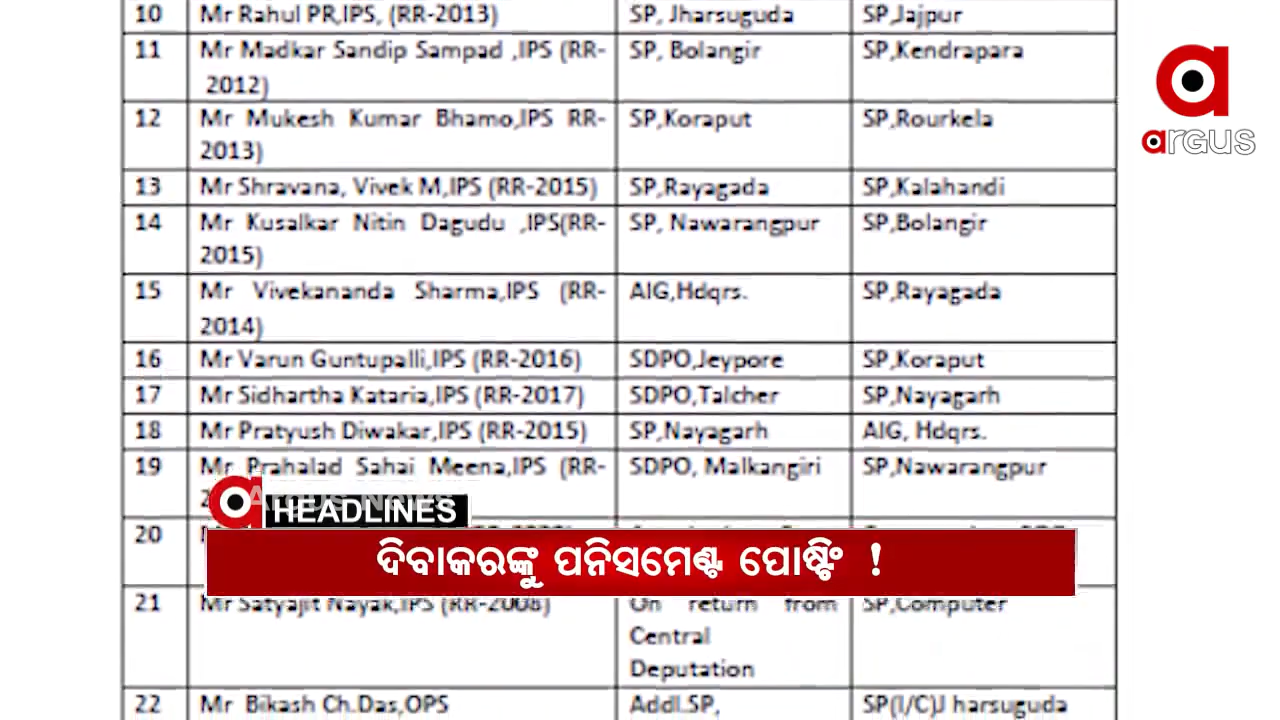 10 Mr Rahul PR,IPS, (RR-2013) SP, Jharsuguda SP,Jajpur
11 Mr Madkar Sandip Sampad ,IPS (RR- SP, Bolangir SP,Kendrapara
2012)
12 Mr Mukesh Kumar Bhamo,IPS RR- SP,Koraput SP,Rourkela
2013)
13 Mr Shravana, Vivek M,IPS (RR-2015) SP,Rayagada SP,Kalahandi
14 Mr Kusalkar Nitin Dagudu ,IPS(RR- SP, Nawarangpur SP,Bolangir
2015)
15 Mr Vivekananda Sharma,IPS (RR- AIG,Hdqrs. SP,Rayagada
2014)
16 Mr Varun Guntupalli,IPS (RR-2016) SDPO,Jeypore SP,Koraput
17 Mr Sidhartha Kataria,IPS (RR-2017) SDPO,Talcher SP,Nayagarh
18 Mr Pratyush Diwakar,IPS (RR-2015) SP,Nayagarh AIG, Hdqrs.
19 Mr Prahalad Sahai Meena,IPS (RR- SDPO, Malkangiri SP,Nawarangpur
20
21 Mr Satyajit Nayak,IPS (RR-2008) On return from SP,Computer
Central
Deputation
22 Mr Bikash Ch.Das,OPS Addl.SP, SP(I/C)J harsuguda
argus
Argus News
HEADLINES
ଦିବାକରଙ୍କୁ ପନିସମେଣ୍ଟ ପୋଷ୍ଟିଂ !